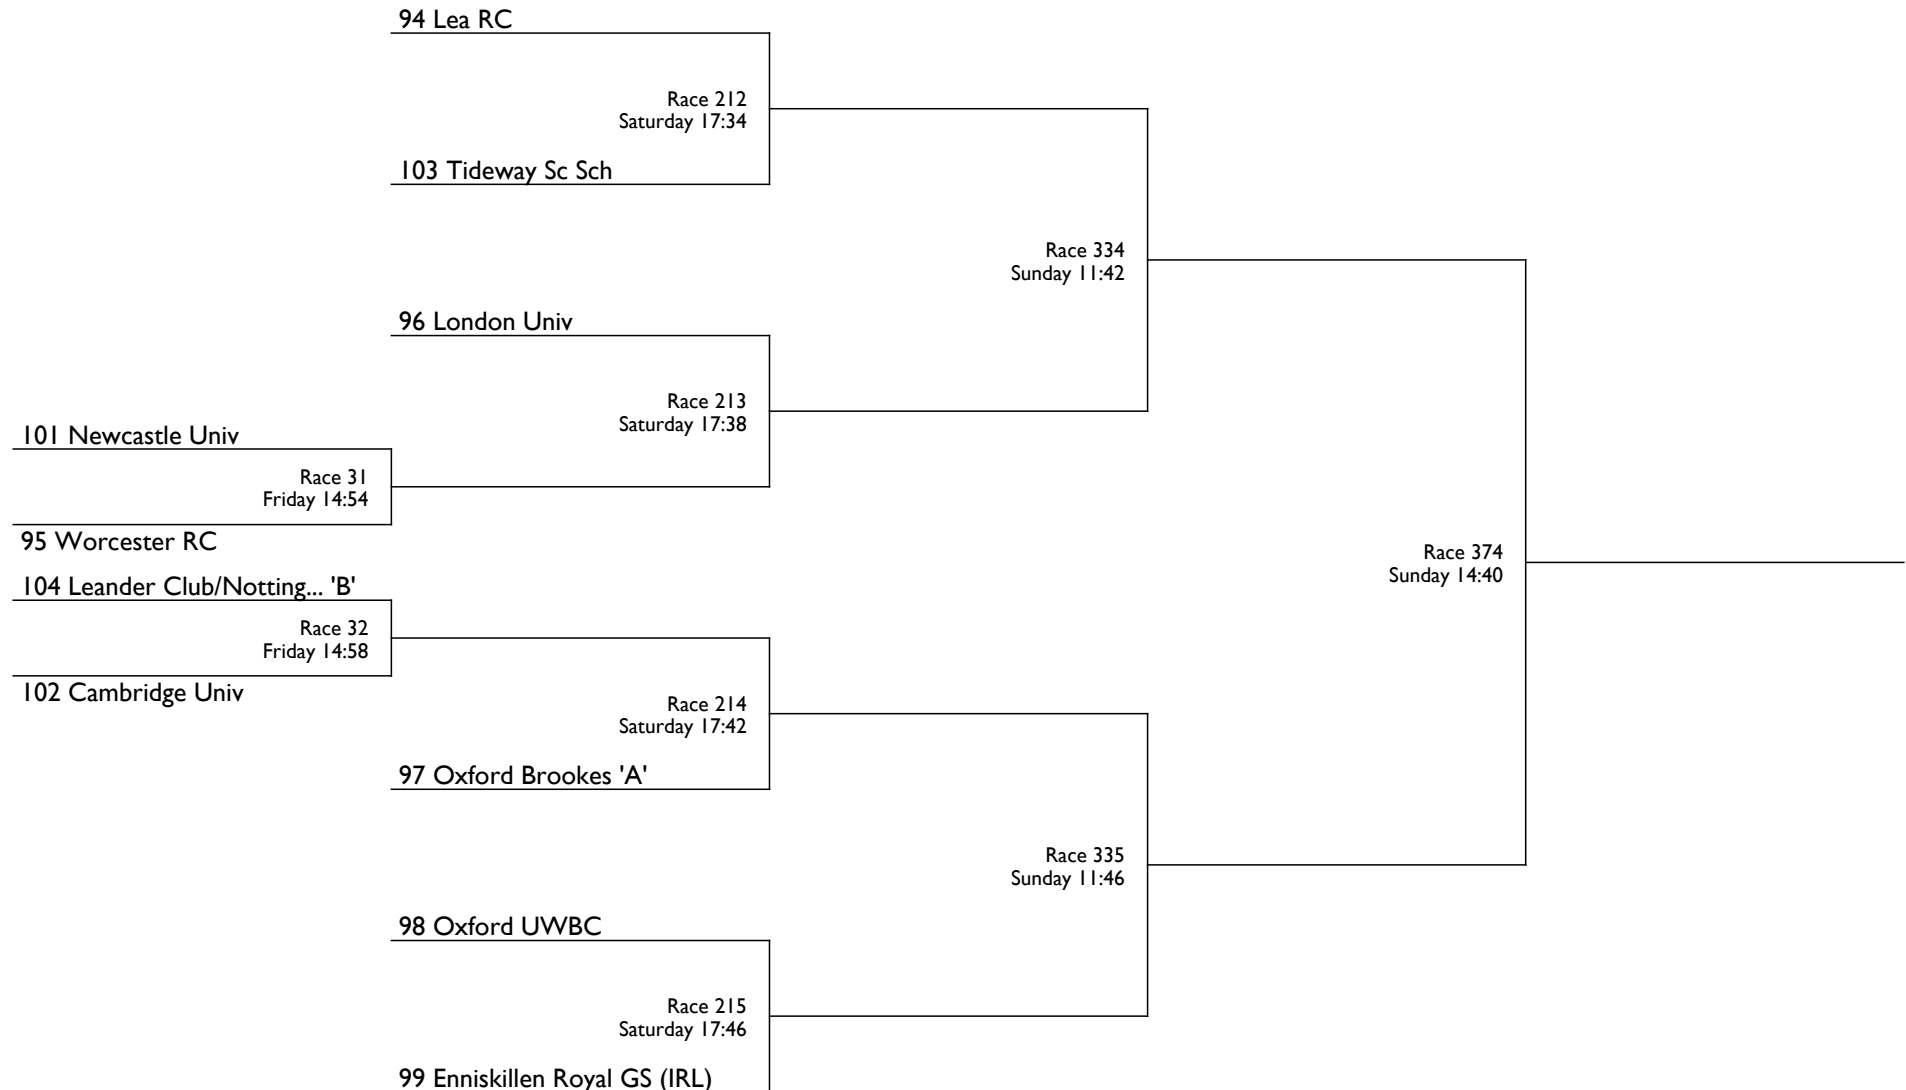 94 Lea RC
Race 212
Saturday 17:34
103 Tideway Sc Sch
Race 334
Sunday 11:42
96 London Univ
Race 213
Saturday 17:38
101 Newcastle Univ
Race 31
Friday 14:54
95 Worcester RC
Race 374
Sunday 14:40
104 Leander Club/Notting... 'B'
Race 32
Friday 14:58
102 Cambridge Univ
Race 214
Saturday 17:42
97 Oxford Brookes 'A'
Race 335
Sunday 11:46
98 Oxford UWBC
Race 215
Saturday 17:46
99 Enniskillen Royal GS (IRL)